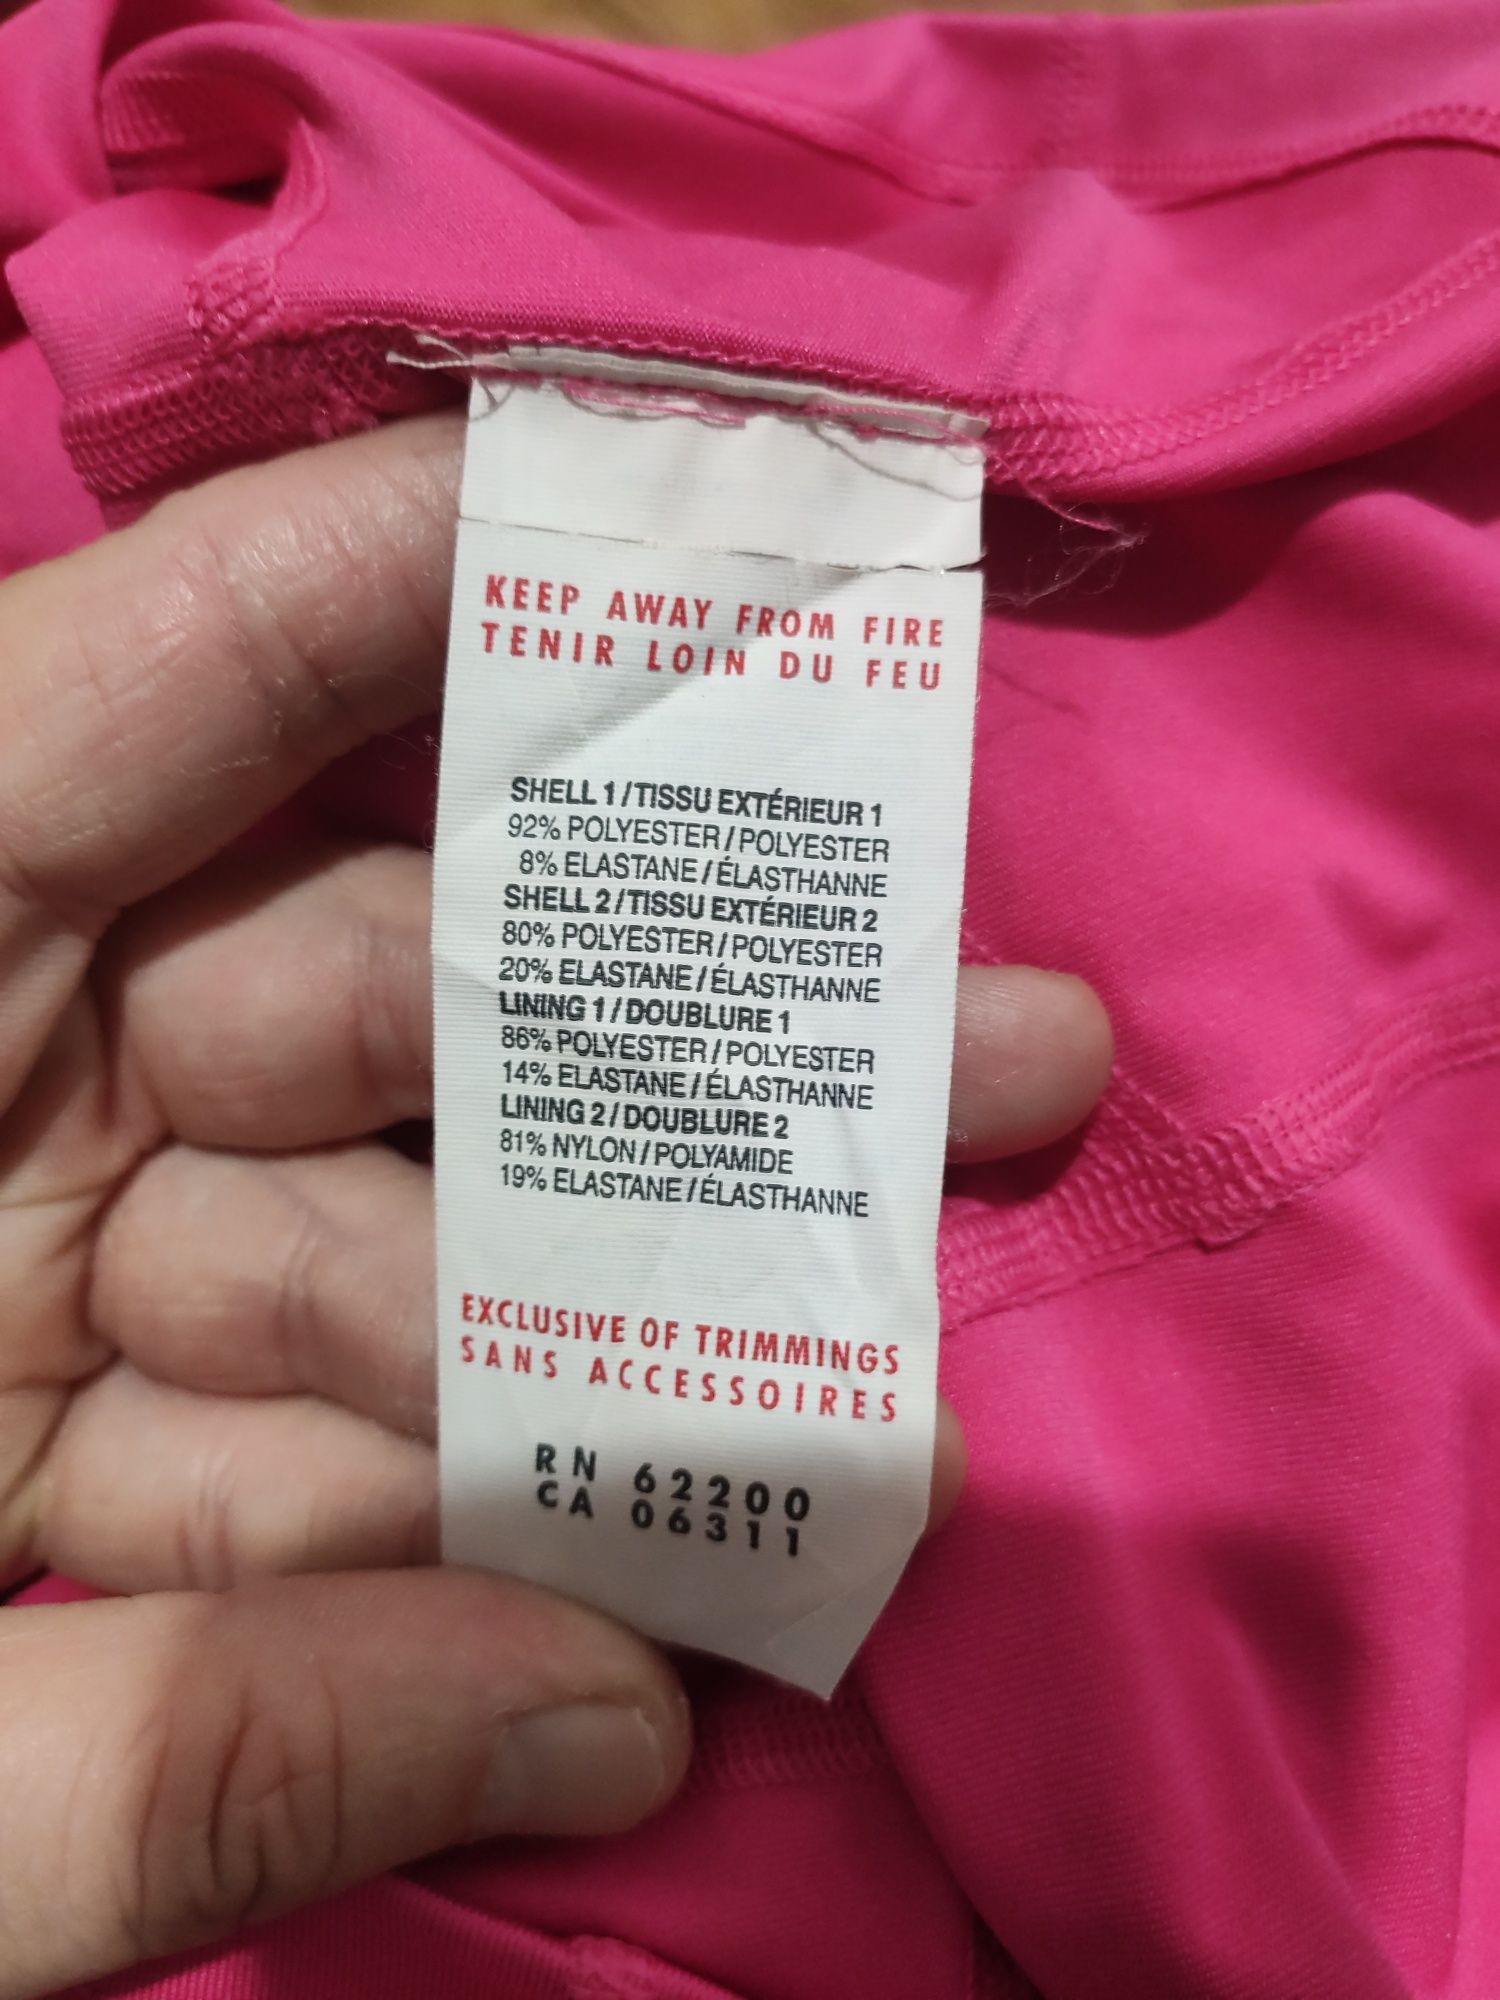 KEEP AWAY FROM FIRE
TENIR LOIN DU FEU
SHELL 1 / TISSU EXTÉRIEUR 1
92% POLYESTER / POLYESTER
8% ELASTANE / ÉLASTHANNE
SHELL 2 / TISSU EXTÉRIEUR 2
80% POLYESTER / POLYESTER
20% ELASTANE / ÉLASTHANNE
LINING 1 / DOUBLURE 1
86% POLYESTER / POLYESTER
14% ELASTANE / ÉLASTHANNE
LINING 2 / DOUBLURE 2
81% NYLON / POLYAMIDE
19% ELASTANE / ÉLASTHANNE
EXCLUSIVE OF TRIMMINGS
SANS ACCESSOIRES
RN 62200
CA 06311